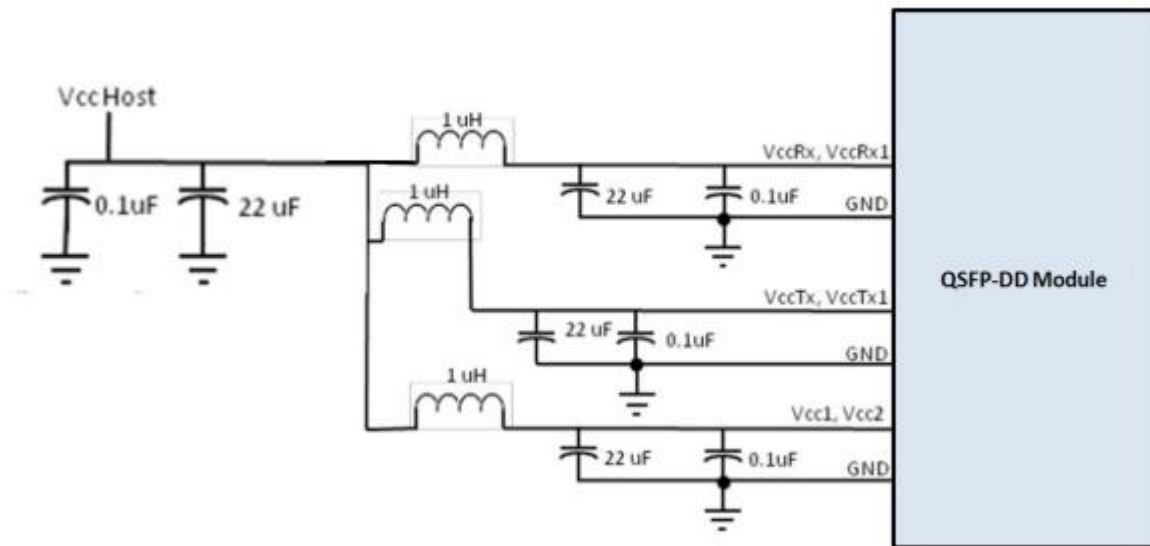 VccHost
0.1uF
22 uF
1 uH
VccRx, VccRx1
22 uF
0.1uF
GND
1 uH
VccTx, VccTx1
22 uF
0.1uF
GND
1 uH
Vcc1, Vcc2
22 uF
0.1uF
GND
QSFP-DD Module